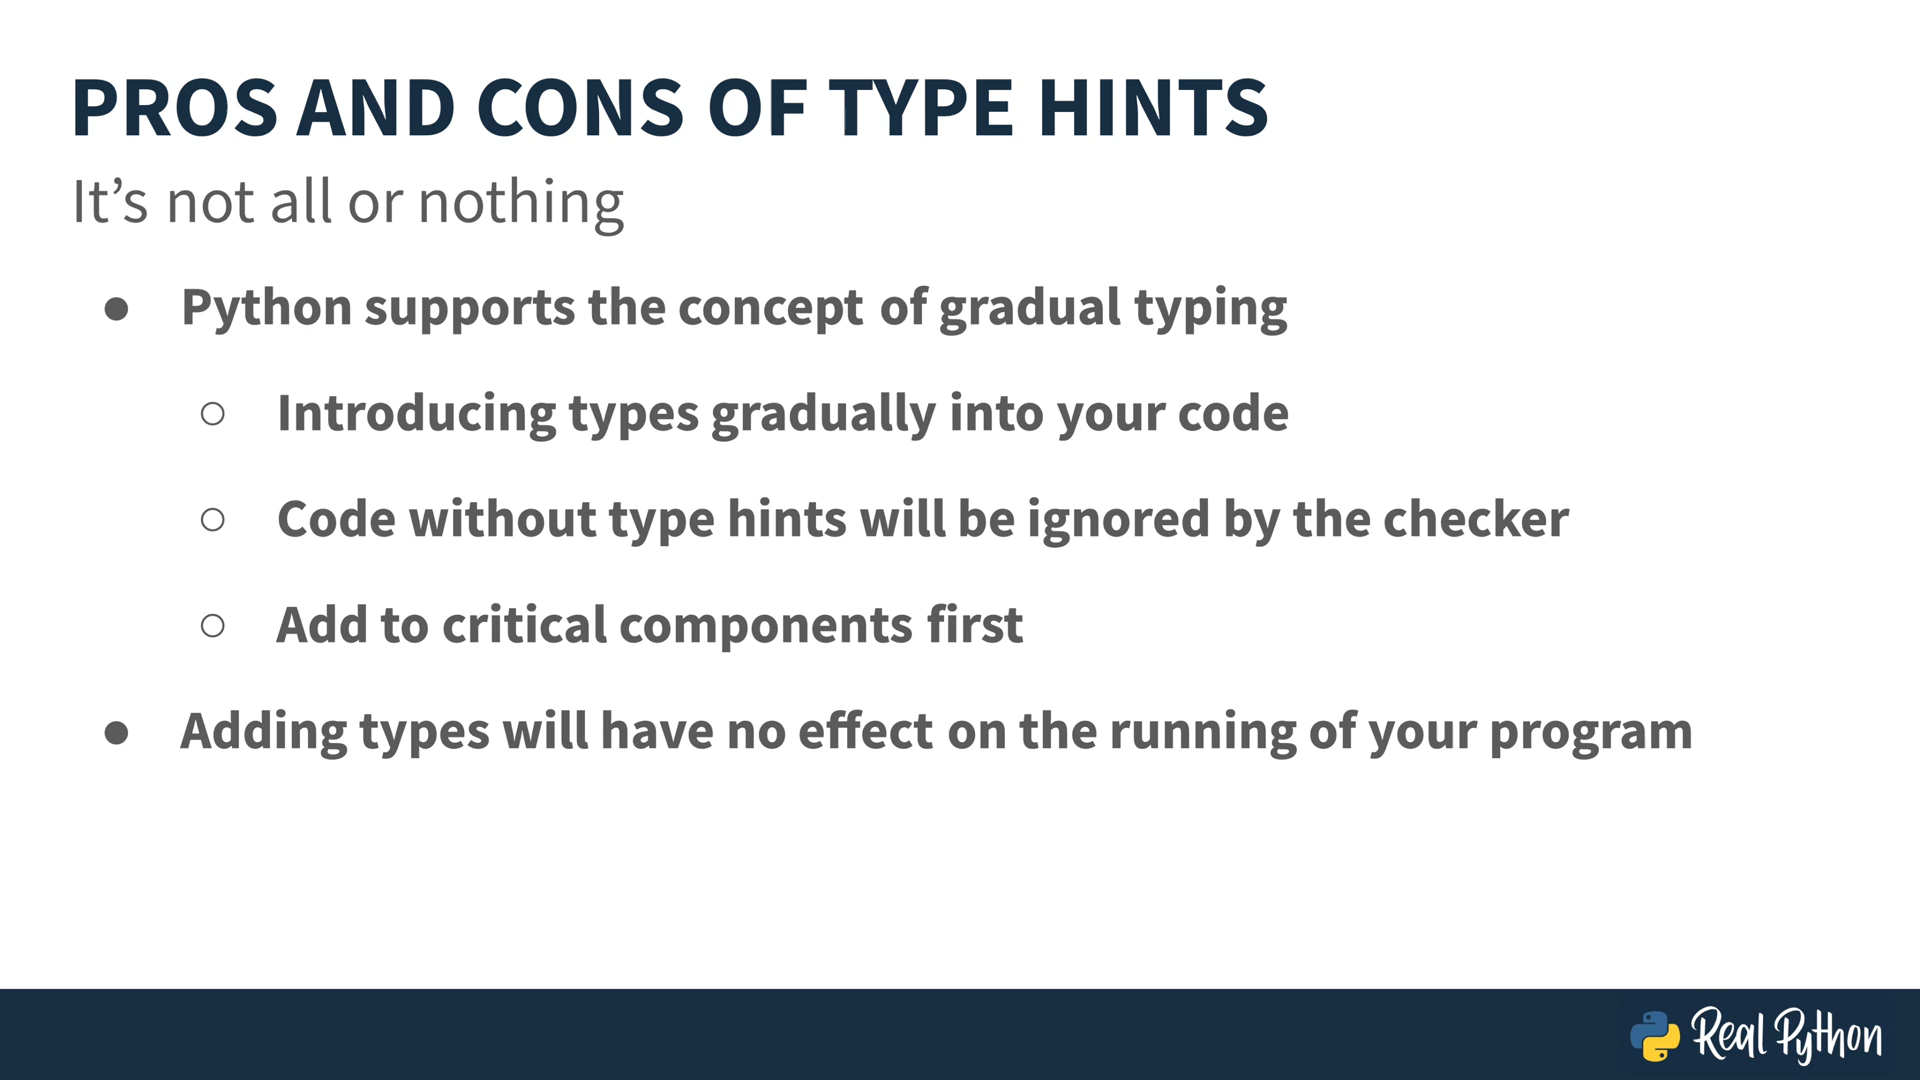 PROS AND CONS OF TYPE HINTS
It’s not all or nothing
● Python supports the concept of gradual typing
○ Introducing types gradually into your code
○ Code without type hints will be ignored by the checker
○ Add to critical components first
● Adding types will have no effect on the running of your program
Real Python